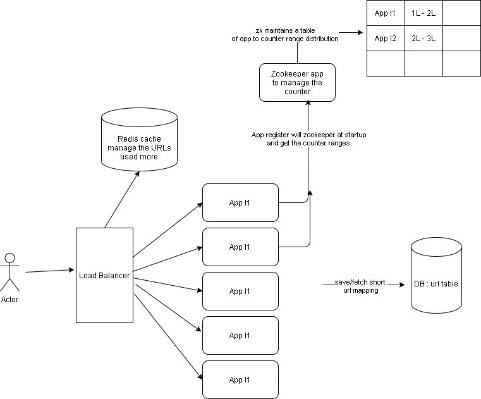 zk maintains a table
of app to counter range distribution
App I1 1L - 2L
App I2 2L - 3L
Zookeeper app
to manage the
counter
Redis cache
manage the URLs
used more
App register will zookeeper at startup
and get the counter ranges
App I1
App I1
Load Balancer
App I1
save/fetch short
url mapping
DB : url table
Actor
App I1
App I1